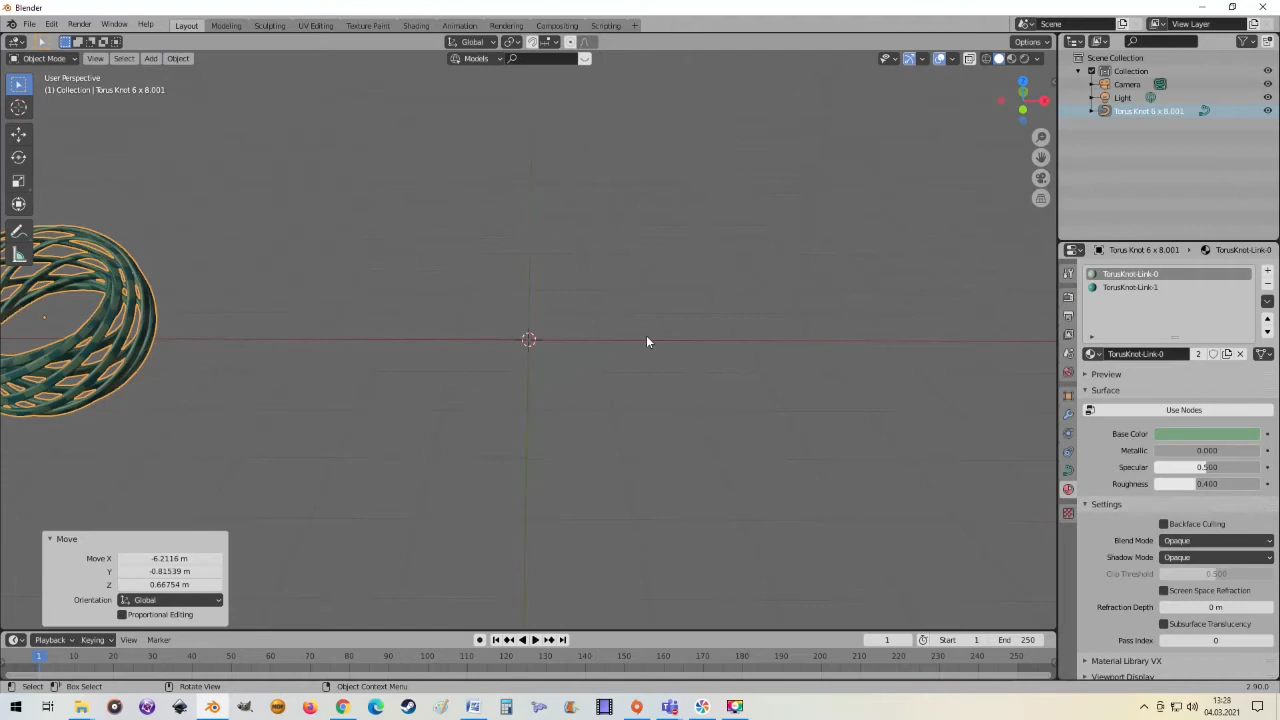 Blender
File Edit Render Window Help
Layout Modeling Sculpting UV Editing Texture Paint Shading Animation Rendering Compositing Scripting +
Scene
View Layer
Global
Options
Object Mode View Select Add Object
Models
User Perspective
(1) Collection | Torus Knot 6 x 8.001
Scene Collection
Collection
Camera
Light
Torus Knot 6 x 8.001
Torus Knot 6 x 8.001 TorusKnot-Link-0
TorusKnot-Link-0
TorusKnot-Link-1
TorusKnot-Link-0 2
Preview
Surface
Use Nodes
Base Color
Metallic 0.000
Specular 0.500
Roughness 0.400
Settings
Backface Culling
Blend Mode Opaque
Shadow Mode Opaque
Clip Threshold 0.500
Screen Space Refraction
Refraction Depth 0 m
Subsurface Translucency
Pass Index 0
Material Library VX
Viewport Display
Move
Move X -6.2116 m
Y -0.81539 m
Z 0.66754 m
Orientation Global
Proportional Editing
Playback Keying View Marker
1 Start 1 End 250
1 10 20 30 40 50 60 70 80 90 100 110 120 130 140 150 160 170 180 190 200 210 220 230 240 250
Select Box Select Rotate View Object Context Menu 2.90.0
13:28
04.03.2021